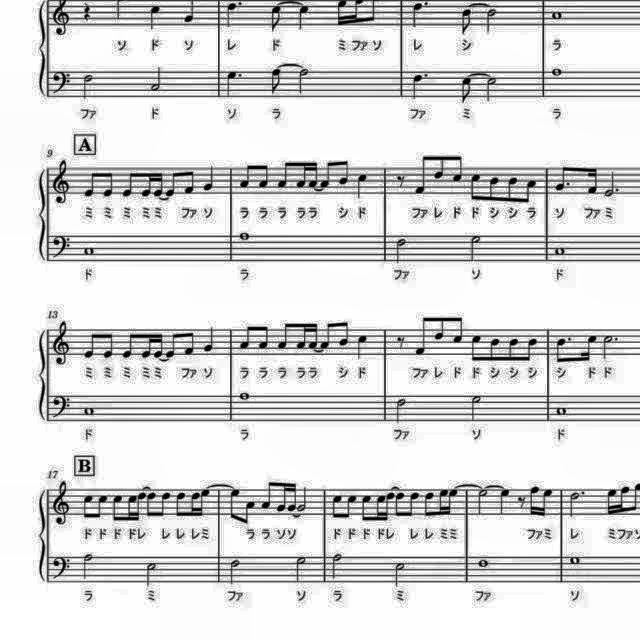 ソ ド ソ レ ド ミ ファ ソ レ シ ラ
ファ ド ソ ラ ファ ミ ラ
A
9
ミ ミ ミ ミミ ファ ソ ラ ラ ラ ララ シ ド ファ レ ド ド シ シ ラ ソ ファ ミ
ド ラ ファ ソ ド
13
ミ ミ ミ ミミ ファ ソ ラ ラ ラ ララ シ ド ファ レ ド ド シ シ シ シ ド ド
ド ラ ファ ソ ド
B
17
ド ド ド ドレ レ レ レミ ラ ラ ソソ ド ド ド ドレ レ レ ミミ ファミ レ ミファソ
ラ ミ ファ ソ ラ ミ ファ ソ